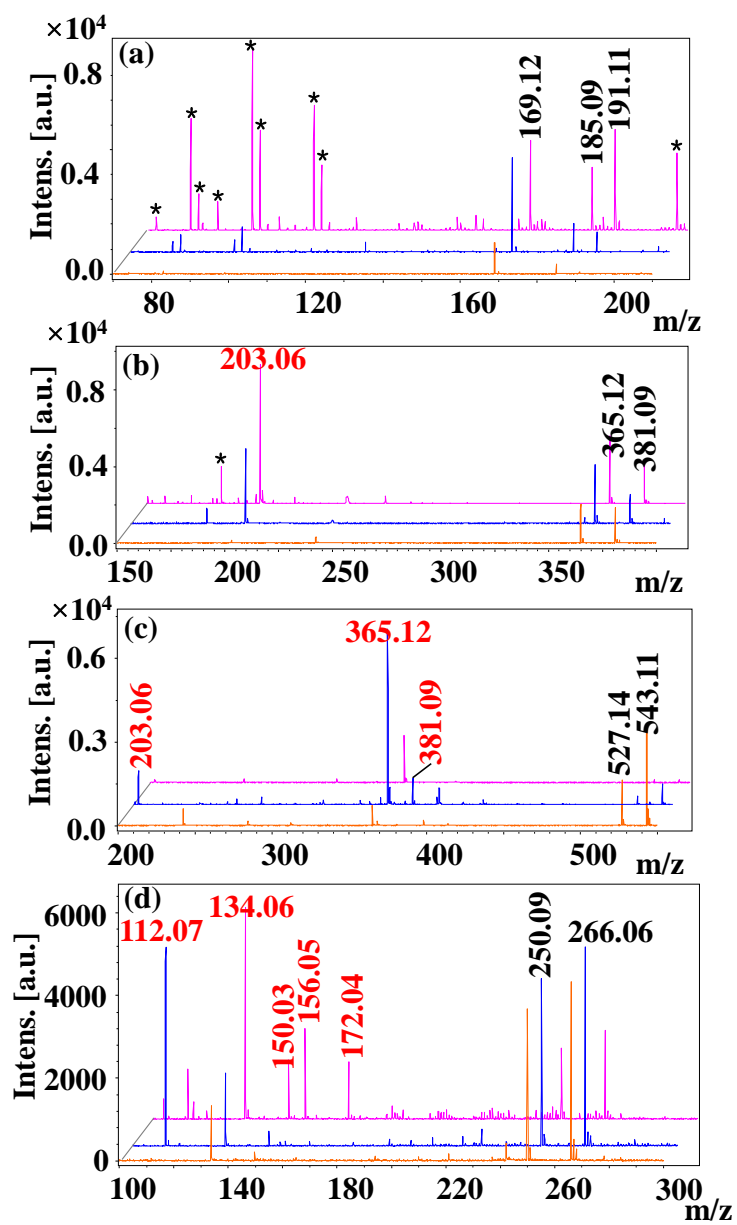 ×10⁴
(a)
Intens. [a.u.]
0.8
0.4
0.0
* * * * * * * * *
169.12
185.09
191.11
80 120 160 200
m/z
×10⁴
(b)
Intens. [a.u.]
0.8
0.4
0.0
*
203.06
365.12
381.09
150 200 250 300 350
m/z
×10⁴
(c)
Intens. [a.u.]
0.6
0.3
0.0
203.06
365.12
381.09
527.14
543.11
200 300 400 500
m/z
(d)
Intens. [a.u.]
6000
4000
2000
0
112.07
134.06
150.03
156.05
172.04
250.09
266.06
100 140 180 220 260 300
m/z